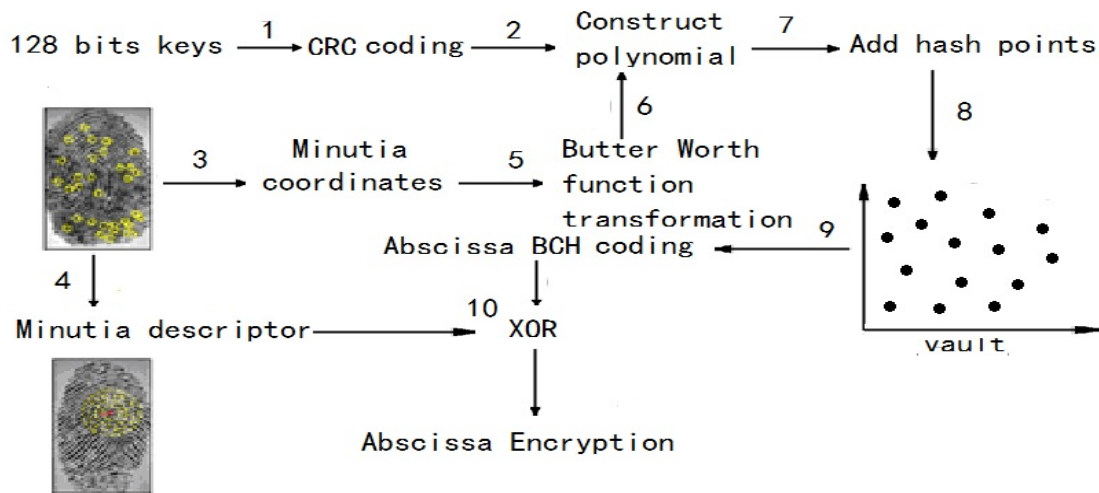 128 bits keys
1
CRC coding
2
Construct
polynomial
7
Add hash points
6
8
3
Minutia
coordinates
5
Butter Worth
function
transformation
Abscissa BCH coding
9
4
Minutia descriptor
10
XOR
vault
Abscissa Encryption